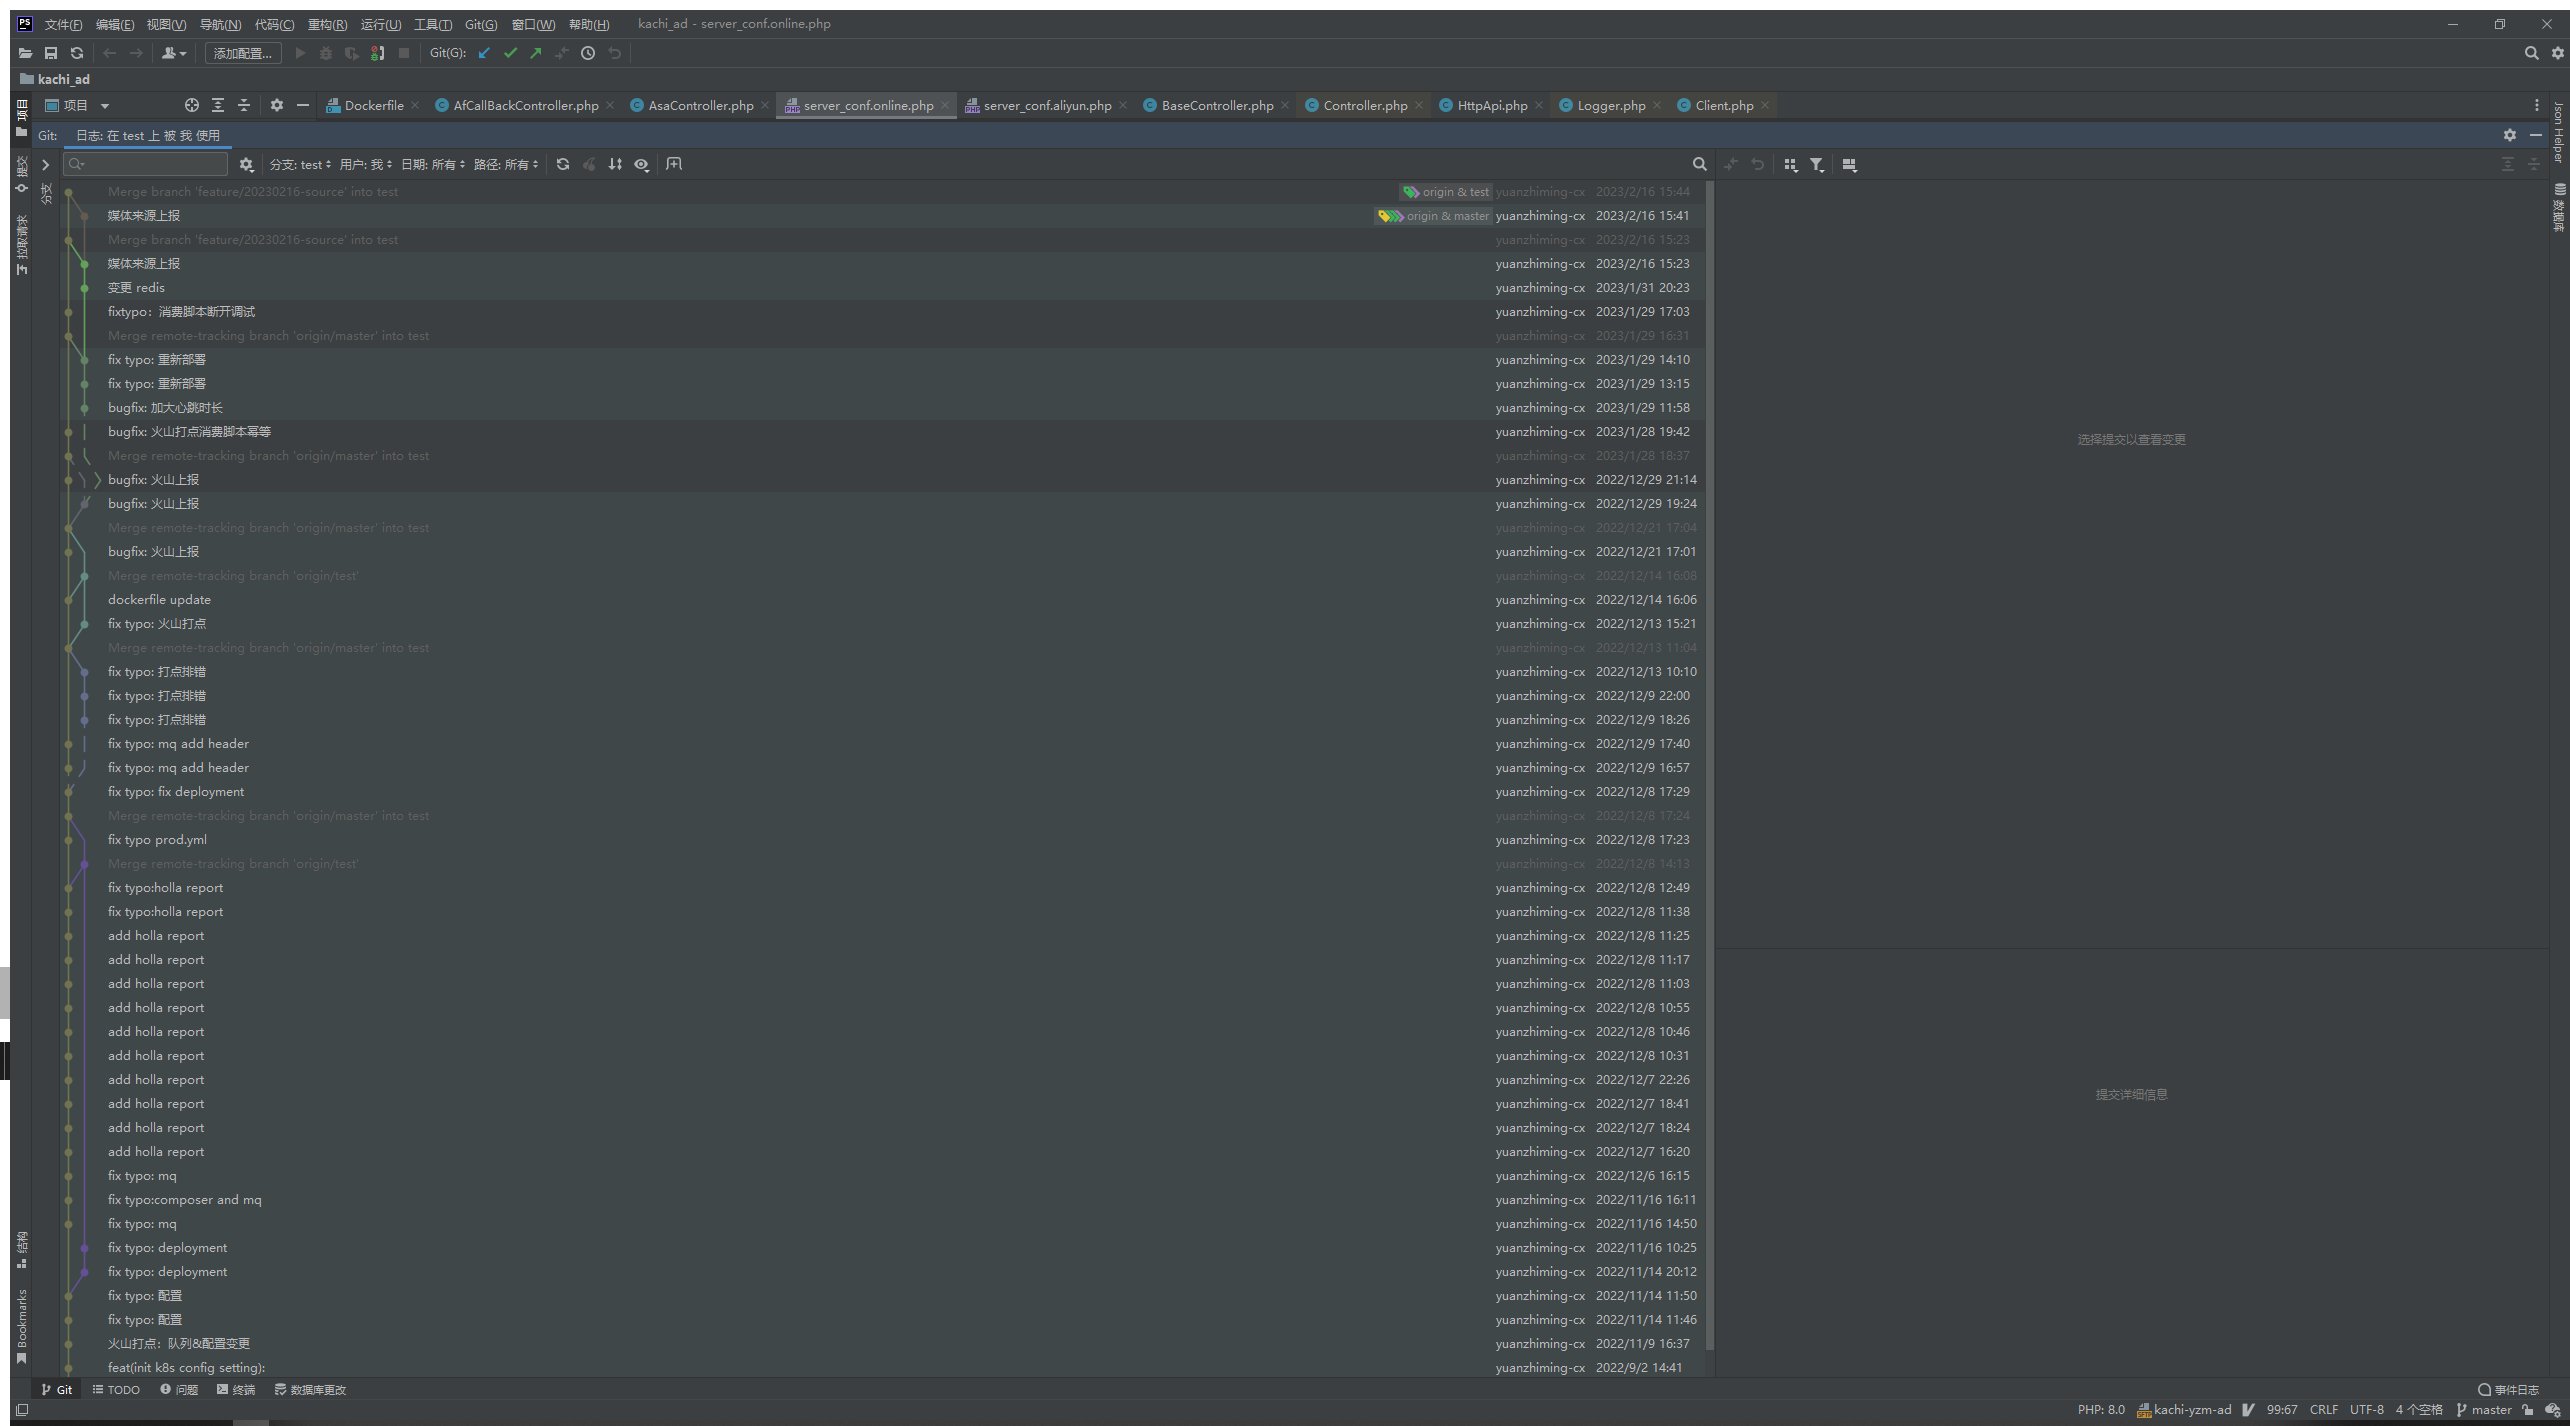 PS 文件(F) 编辑(E) 视图(V) 导航(N) 代码(C) 重构(R) 运行(U) 工具(T) Git(G) 窗口(W) 帮助(H) kachi_ad - server_conf.online.php
添加配置... Git(G):
kachi_ad
项目 Dockerfile AfCallBackController.php AsaController.php server_conf.online.php server_conf.aliyun.php BaseController.php Controller.php HttpApi.php Logger.php Client.php
Git: 日志: 在 test 上 被 我 使用
分支: test 用户: 我 日期: 所有 路径: 所有
Merge branch 'feature/20230216-source' into test origin & test yuanzhiming-cx 2023/2/16 15:44
媒体来源上报 origin & master yuanzhiming-cx 2023/2/16 15:41
Merge branch 'feature/20230216-source' into test yuanzhiming-cx 2023/2/16 15:23
媒体来源上报 yuanzhiming-cx 2023/2/16 15:23
变更 redis yuanzhiming-cx 2023/1/31 20:23
fixtypo：消费脚本断开调试 yuanzhiming-cx 2023/1/29 17:03
Merge remote-tracking branch 'origin/master' into test yuanzhiming-cx 2023/1/29 16:31
fix typo: 重新部署 yuanzhiming-cx 2023/1/29 14:10
fix typo: 重新部署 yuanzhiming-cx 2023/1/29 13:15
bugfix: 加大心跳时长 yuanzhiming-cx 2023/1/29 11:58
bugfix: 火山打点消费脚本幂等 yuanzhiming-cx 2023/1/28 19:42
Merge remote-tracking branch 'origin/master' into test yuanzhiming-cx 2023/1/28 18:37
bugfix: 火山上报 yuanzhiming-cx 2022/12/29 21:14
bugfix: 火山上报 yuanzhiming-cx 2022/12/29 19:24
Merge remote-tracking branch 'origin/master' into test yuanzhiming-cx 2022/12/21 17:04
bugfix: 火山上报 yuanzhiming-cx 2022/12/21 17:01
Merge remote-tracking branch 'origin/test' yuanzhiming-cx 2022/12/14 16:08
dockerfile update yuanzhiming-cx 2022/12/14 16:06
fix typo: 火山打点 yuanzhiming-cx 2022/12/13 15:21
Merge remote-tracking branch 'origin/master' into test yuanzhiming-cx 2022/12/13 11:04
fix typo: 打点排错 yuanzhiming-cx 2022/12/13 10:10
fix typo: 打点排错 yuanzhiming-cx 2022/12/9 22:00
fix typo: 打点排错 yuanzhiming-cx 2022/12/9 18:26
fix typo: mq add header yuanzhiming-cx 2022/12/9 17:40
fix typo: mq add header yuanzhiming-cx 2022/12/9 16:57
fix typo: fix deployment yuanzhiming-cx 2022/12/8 17:29
Merge remote-tracking branch 'origin/master' into test yuanzhiming-cx 2022/12/8 17:24
fix typo prod.yml yuanzhiming-cx 2022/12/8 17:23
Merge remote-tracking branch 'origin/test' yuanzhiming-cx 2022/12/8 14:13
fix typo:holla report yuanzhiming-cx 2022/12/8 12:49
fix typo:holla report yuanzhiming-cx 2022/12/8 11:38
add holla report yuanzhiming-cx 2022/12/8 11:25
add holla report yuanzhiming-cx 2022/12/8 11:17
add holla report yuanzhiming-cx 2022/12/8 11:03
add holla report yuanzhiming-cx 2022/12/8 10:55
add holla report yuanzhiming-cx 2022/12/8 10:46
add holla report yuanzhiming-cx 2022/12/8 10:31
add holla report yuanzhiming-cx 2022/12/7 22:26
add holla report yuanzhiming-cx 2022/12/7 18:41
add holla report yuanzhiming-cx 2022/12/7 18:24
add holla report yuanzhiming-cx 2022/12/7 16:20
fix typo: mq yuanzhiming-cx 2022/12/6 16:15
fix typo:composer and mq yuanzhiming-cx 2022/11/16 16:11
fix typo: mq yuanzhiming-cx 2022/11/16 14:50
fix typo: deployment yuanzhiming-cx 2022/11/16 10:25
fix typo: deployment yuanzhiming-cx 2022/11/14 20:12
fix typo: 配置 yuanzhiming-cx 2022/11/14 11:50
fix typo: 配置 yuanzhiming-cx 2022/11/14 11:46
火山打点：队列&配置变更 yuanzhiming-cx 2022/11/9 16:37
feat(init k8s config setting): yuanzhiming-cx 2022/9/2 14:41
选择提交以查看变更
提交详细信息
项目
提交
拉取请求
分支
结构
Bookmarks
Json Helper
数据库
Git TODO 问题 终端 数据库更改 事件日志
PHP: 8.0 kachi-yzm-ad 99:67 CRLF UTF-8 4 个空格 master